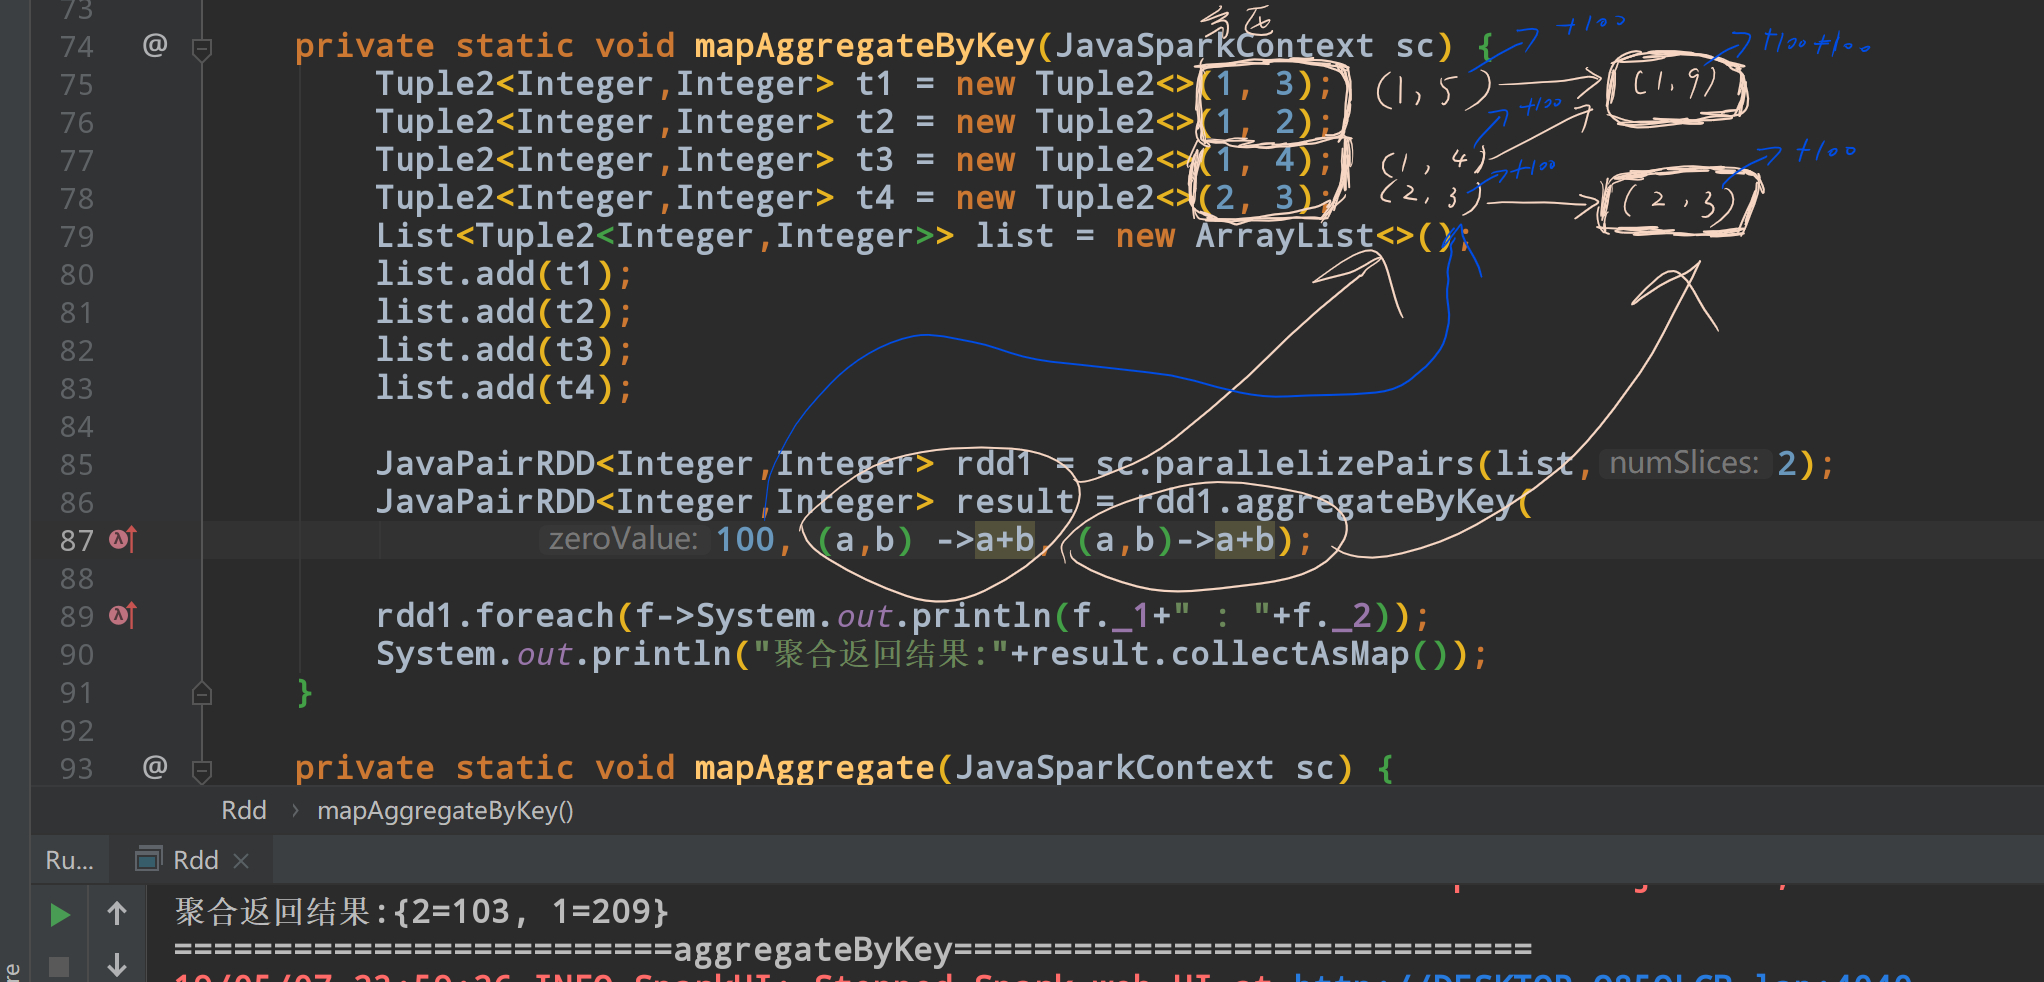 73
74 @ private static void mapAggregateByKey(JavaSparkContext sc) {
75 Tuple2<Integer,Integer> t1 = new Tuple2<>(1, 3);
76 Tuple2<Integer,Integer> t2 = new Tuple2<>(1, 2);
77 Tuple2<Integer,Integer> t3 = new Tuple2<>(1, 4);
78 Tuple2<Integer,Integer> t4 = new Tuple2<>(2, 3);
79 List<Tuple2<Integer,Integer>> list = new ArrayList<>();
80 list.add(t1);
81 list.add(t2);
82 list.add(t3);
83 list.add(t4);
84
85 JavaPairRDD<Integer,Integer> rdd1 = sc.parallelizePairs(list, numSlices: 2);
86 JavaPairRDD<Integer,Integer> result = rdd1.aggregateByKey(
87 zeroValue: 100, (a,b) ->a+b, (a,b)->a+b);
88
89 rdd1.foreach(f->System.out.println(f._1+" : "+f._2));
90 System.out.println("聚合返回结果:"+result.collectAsMap());
91 }
92
93 @ private static void mapAggregate(JavaSparkContext sc) {
分区
+100
+100+100
(1, 5)
(1, 9)
+100
(1, 4)
+100
+100
(2, 3)
(2, 3)
Rdd › mapAggregateByKey()
Ru... Rdd ×
聚合返回结果:{2=103, 1=209}
=========================aggregateByKey=============================